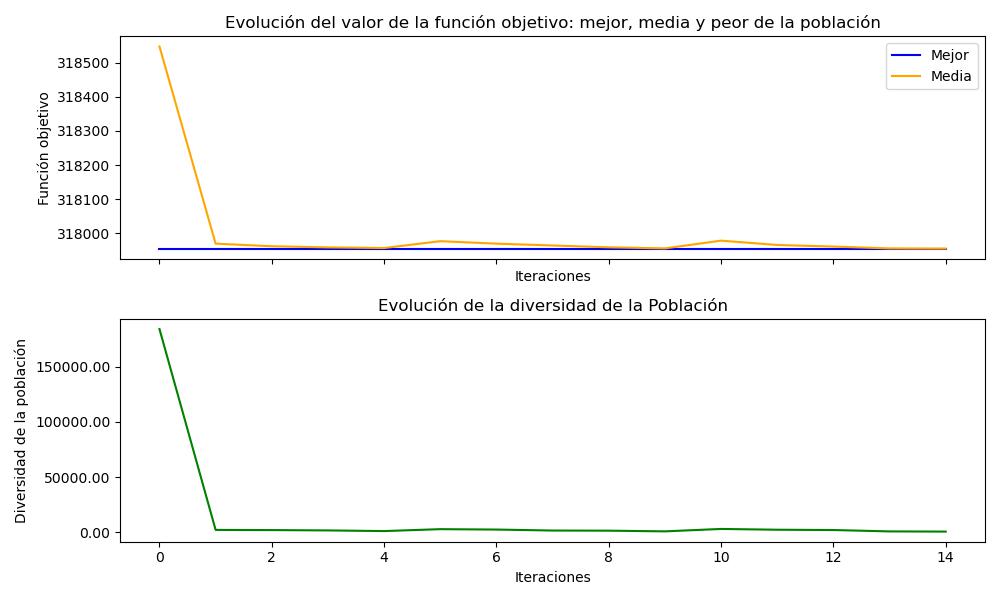 Evolución del valor de la función objetivo: mejor, media y peor de la población
Función objetivo
318500
318400
318300
318200
318100
318000
Mejor
Media
Iteraciones
Evolución de la diversidad de la Población
Diversidad de la población
150000.00
100000.00
50000.00
0.00
0 2 4 6 8 10 12 14
Iteraciones